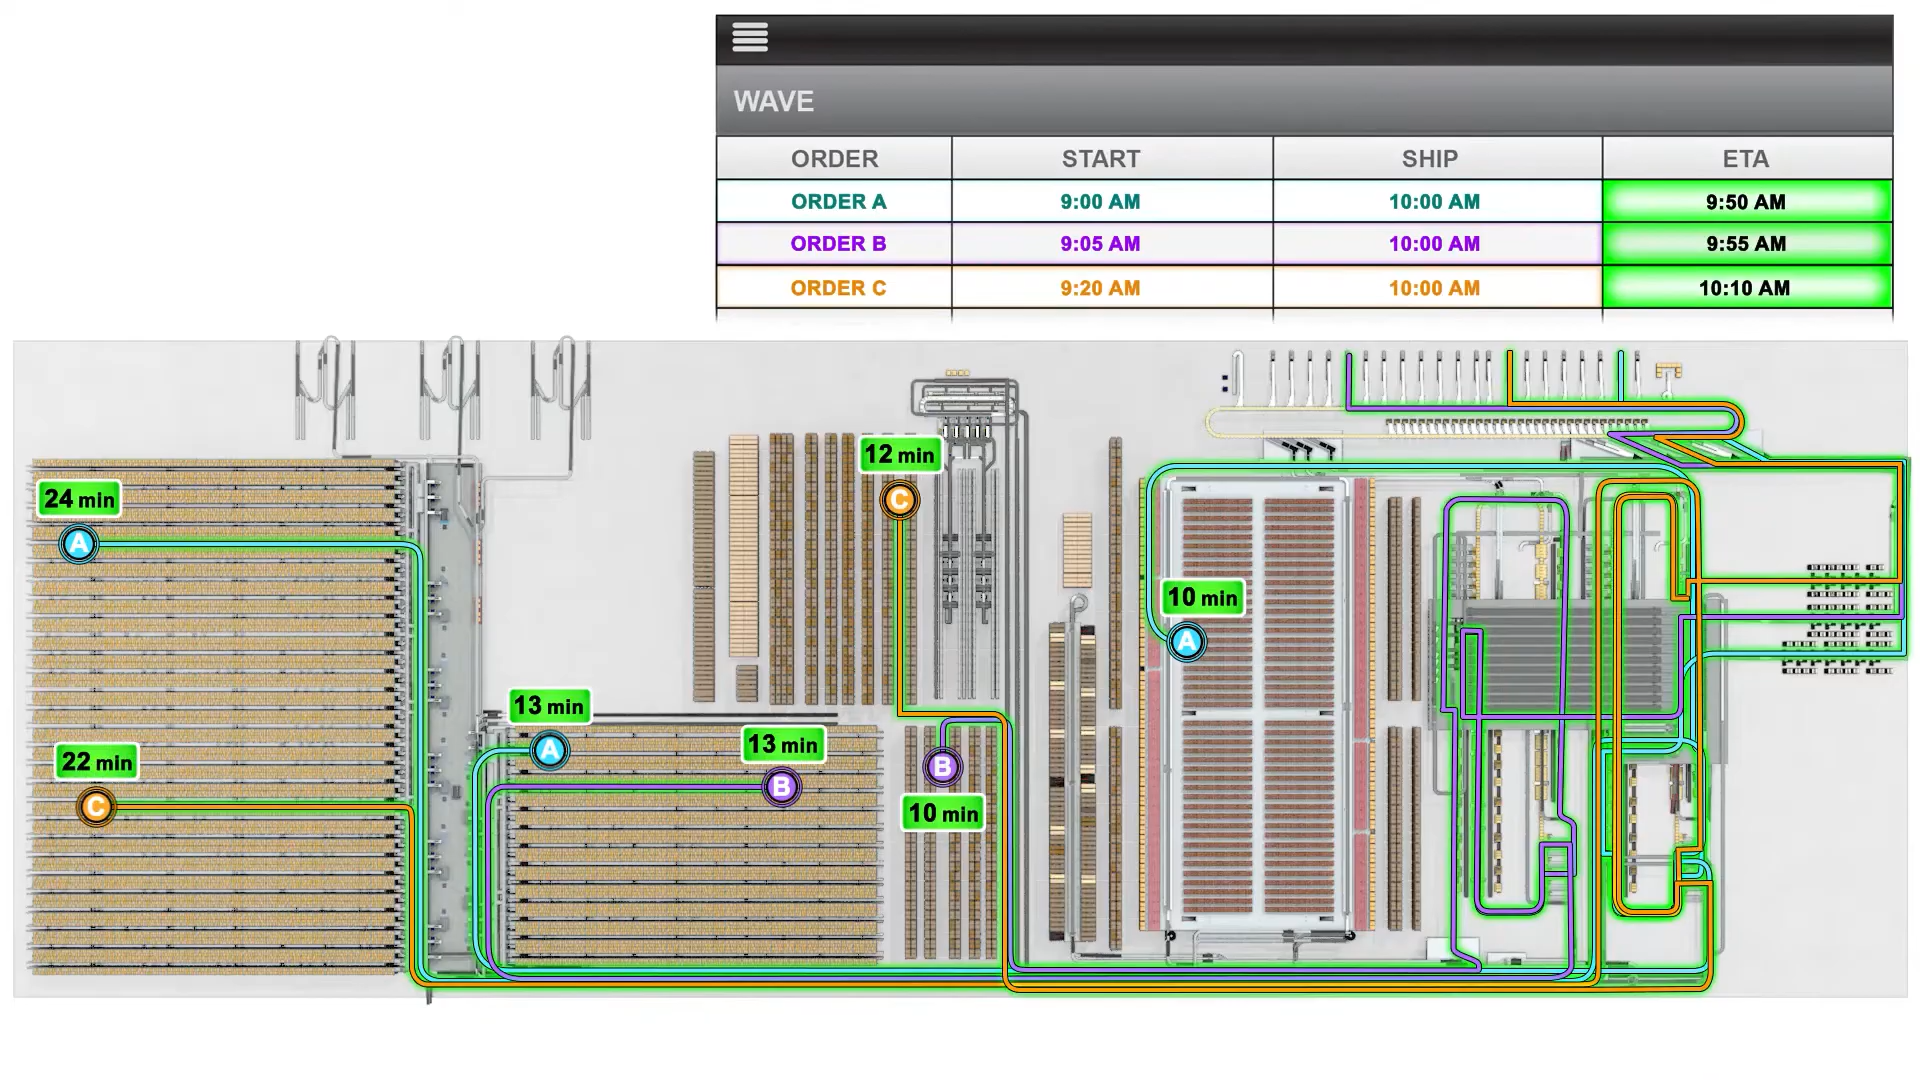 WAVE
ORDER START SHIP ETA
ORDER A 9:00 AM 10:00 AM 9:50 AM
ORDER B 9:05 AM 10:00 AM 9:55 AM
ORDER C 9:20 AM 10:00 AM 10:10 AM
12 min
C
24 min
A
10 min
A
13 min
A
13 min
B
B
10 min
22 min
C